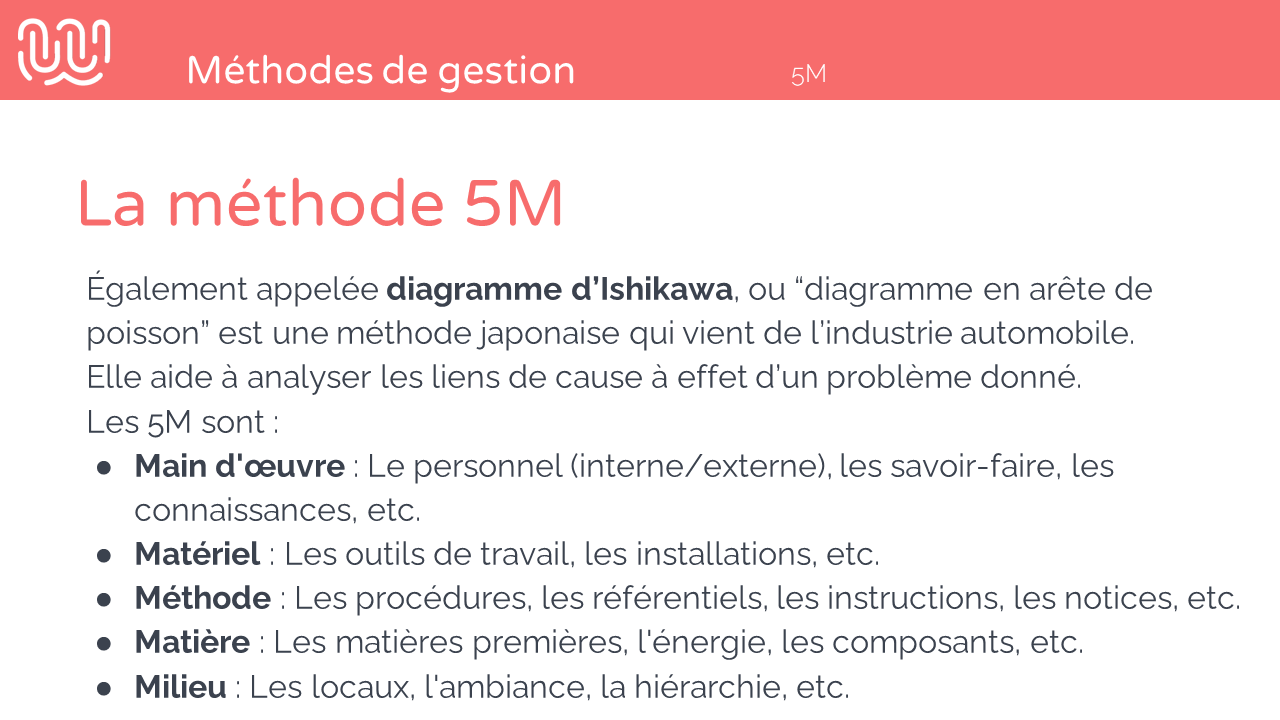 Méthodes de gestion 5M
La méthode 5M
Également appelée diagramme d’Ishikawa, ou “diagramme en arête de
poisson” est une méthode japonaise qui vient de l’industrie automobile.
Elle aide à analyser les liens de cause à effet d’un problème donné.
Les 5M sont :
● Main d'œuvre : Le personnel (interne/externe), les savoir-faire, les
connaissances, etc.
● Matériel : Les outils de travail, les installations, etc.
● Méthode : Les procédures, les référentiels, les instructions, les notices, etc.
● Matière : Les matières premières, l'énergie, les composants, etc.
● Milieu : Les locaux, l'ambiance, la hiérarchie, etc.